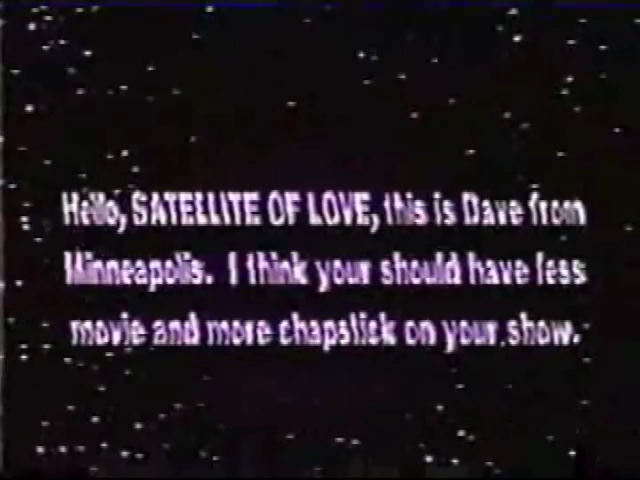 Hello, SATELLITE OF LOVE, this is Dave from
Minneapolis. I think your should have less
movie and more chapstick on your show.